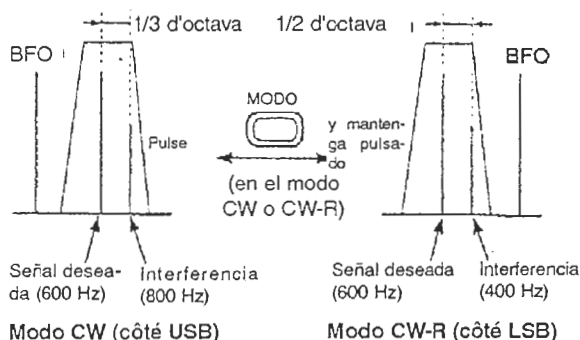 1/3 d'octava
1/2 d'octava
BFO
BFO
MODO
Pulse
y manten-
ga pulsa-
do
(en el modo
CW o CW-R)
Señal desea-
da (600 Hz)
Interferencia
(800 Hz)
Señal deseada
(600 Hz)
Interferencia
(400 Hz)
Modo CW (côté USB)
Modo CW-R (côté LSB)